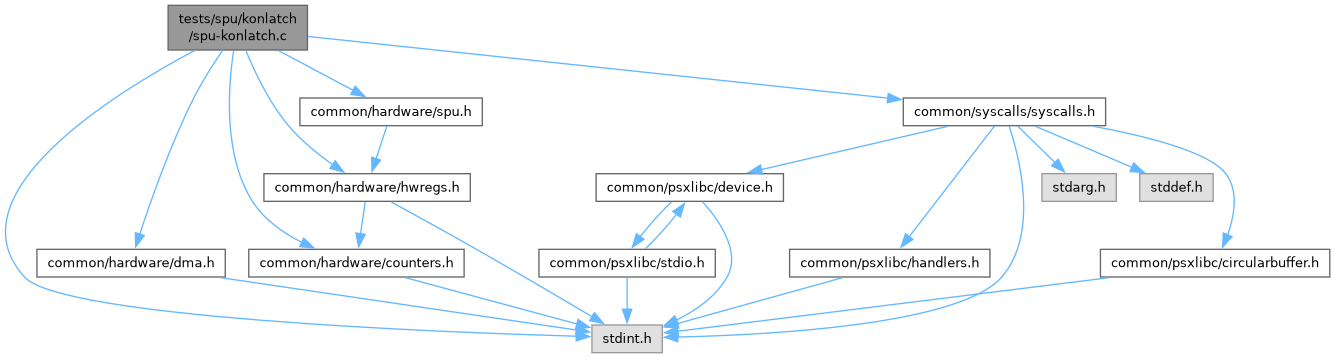 tests/spu/konlatch
/spu-konlatch.c
common/hardware/spu.h
common/syscalls/syscalls.h
common/hardware/hwregs.h
common/psxlibc/device.h
stdarg.h
stddef.h
common/hardware/dma.h
common/hardware/counters.h
common/psxlibc/stdio.h
common/psxlibc/handlers.h
common/psxlibc/circularbuffer.h
stdint.h